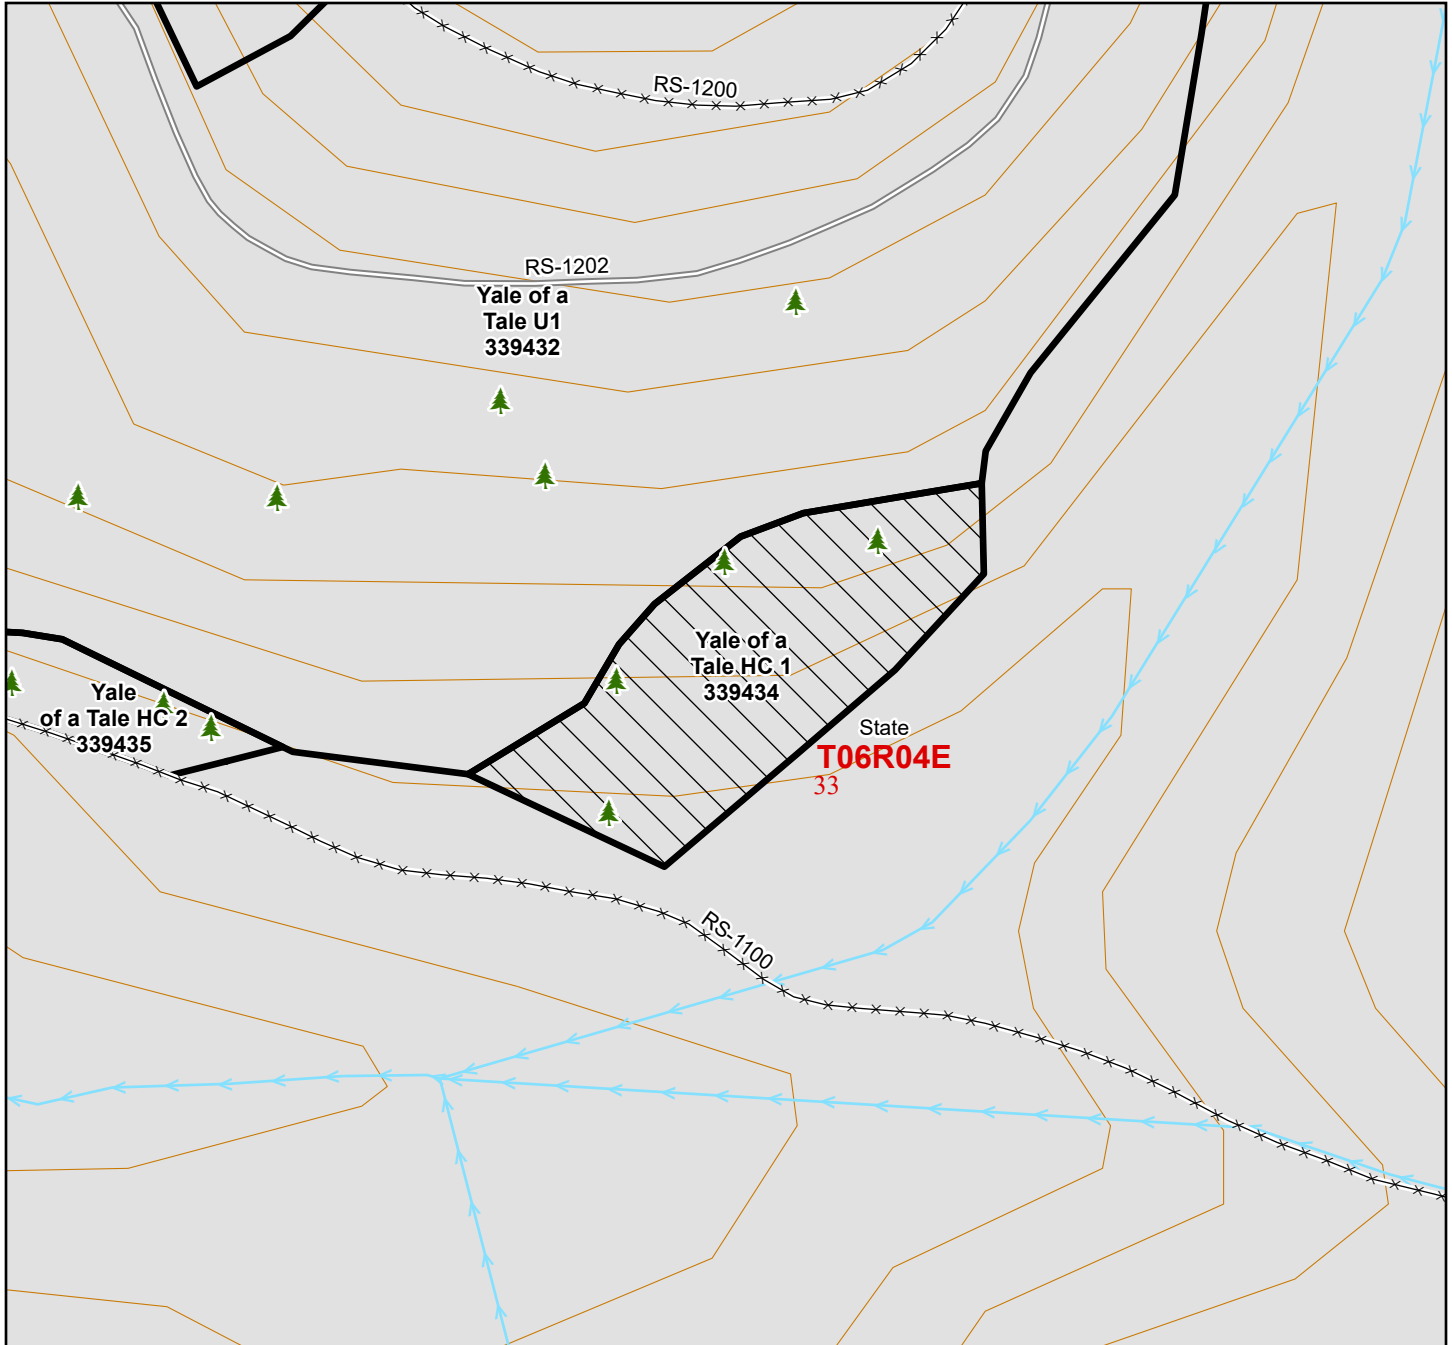 RS-1200
RS-1202
Yale of a
Tale U1
339432
Yale of a
Tale HC 1
339434
Yale
of a Tale HC 2
339435
State
T06R04E
33
RS-1100